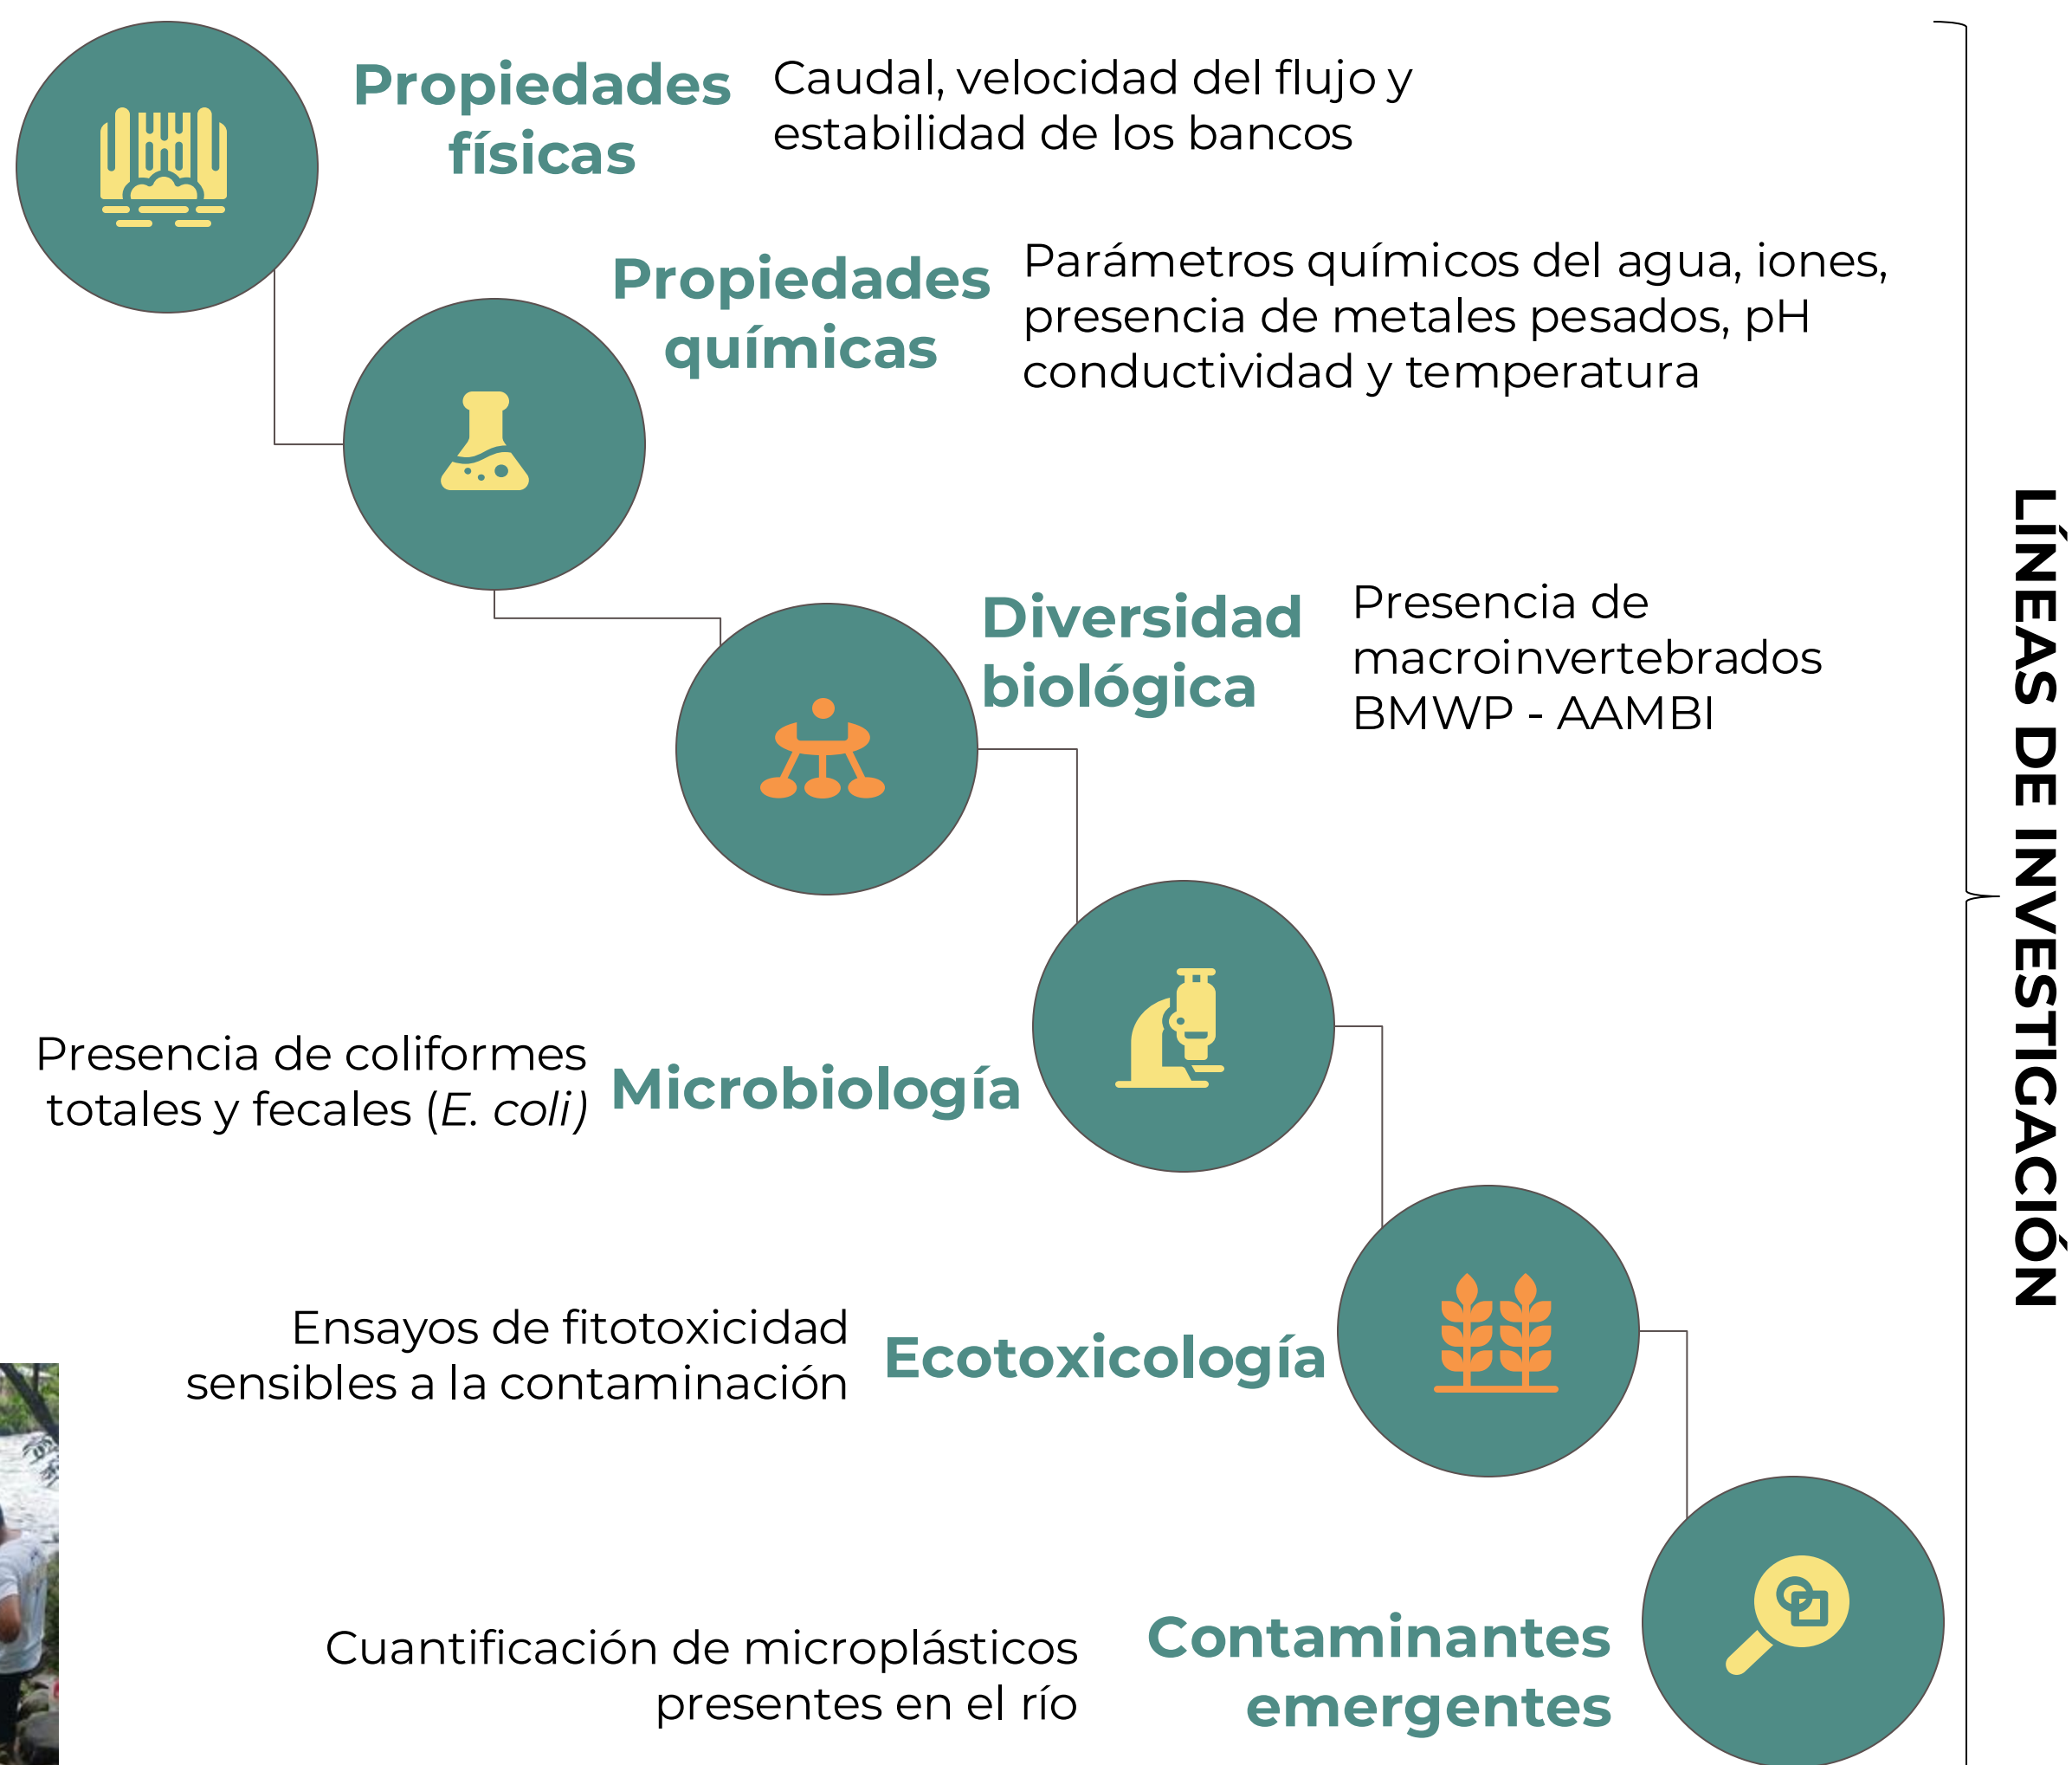 Propiedades
físicas
Caudal, velocidad del flujo y
estabilidad de los bancos
Propiedades
químicas
Parámetros químicos del agua, iones,
presencia de metales pesados, pH
conductividad y temperatura
Diversidad
biológica
Presencia de
macroinvertebrados
BMWP - AAMBI
Presencia de coliformes
totales y fecales (E. coli)
Microbiología
Ensayos de fitotoxicidad
sensibles a la contaminación
Ecotoxicología
Cuantificación de microplásticos
presentes en el río
Contaminantes
emergentes
LÍNEAS DE INVESTIGACIÓN